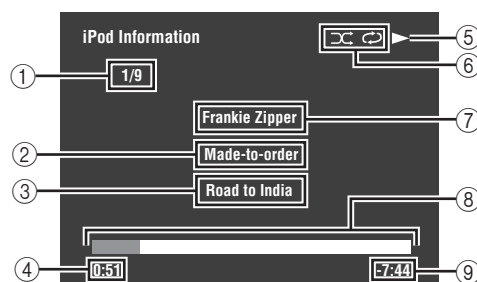 iPod Information
⑤
⑥
① 1/9
Frankie Zipper ⑦
② Made-to-order
③ Road to India
⑧
④ 0:51 -7:44 ⑨